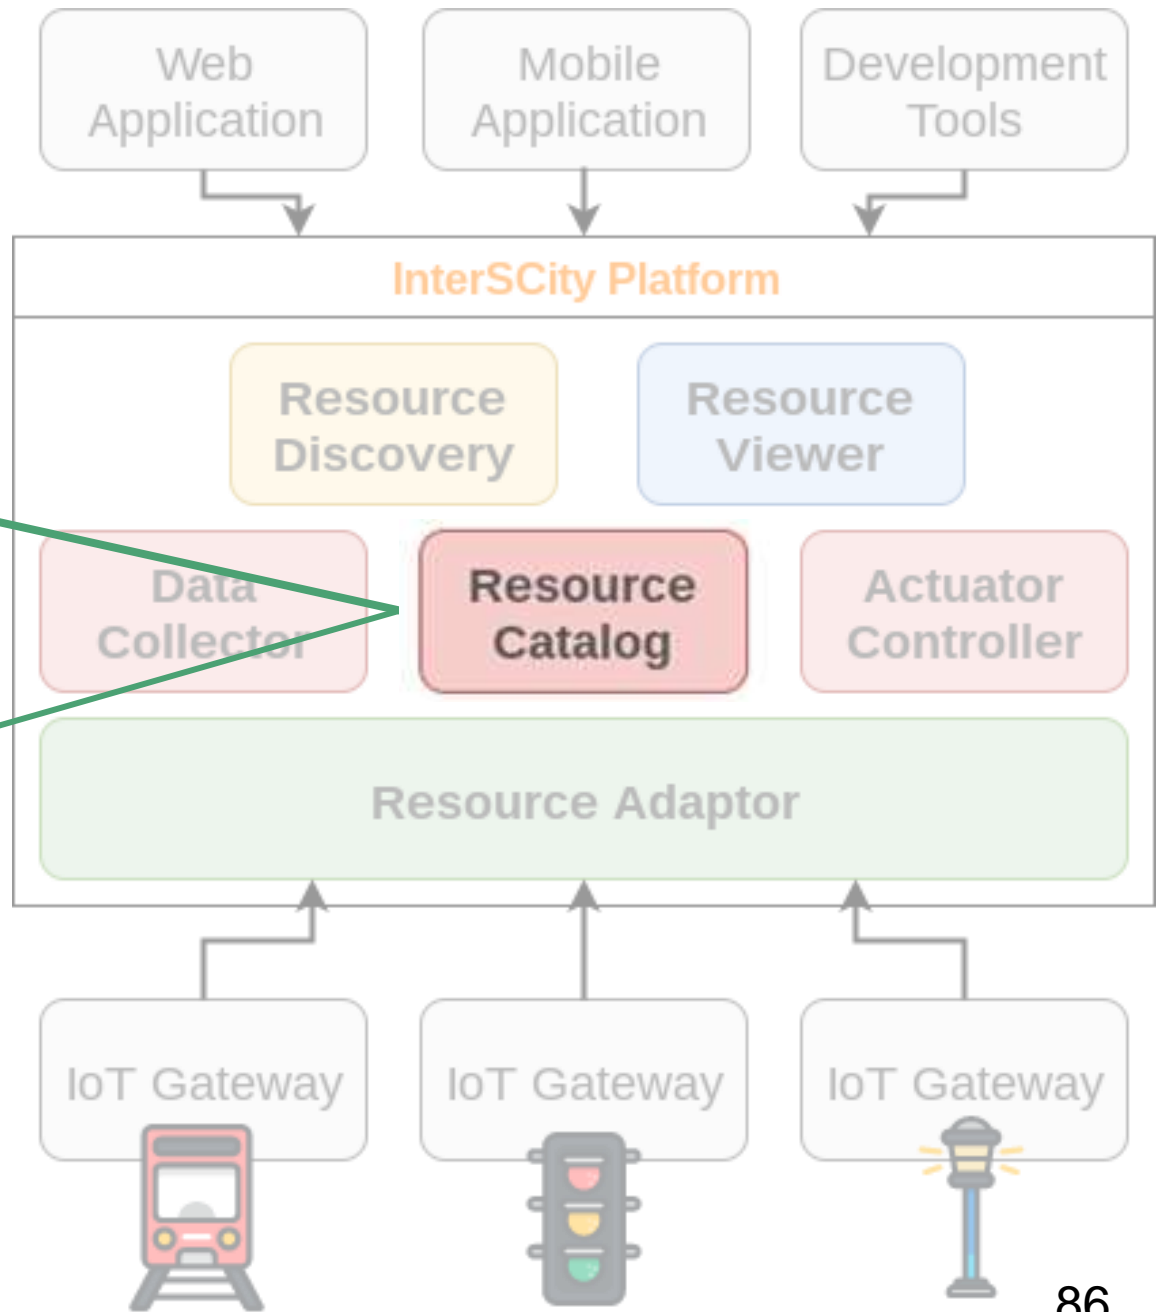 Web
Application
Mobile
Application
Development
Tools
InterSCity Platform
Resource
Discovery
Resource
Viewer
Data
Collector
Resource
Catalog
Actuator
Controller
Resource Adaptor
IoT Gateway
IoT Gateway
IoT Gateway
86